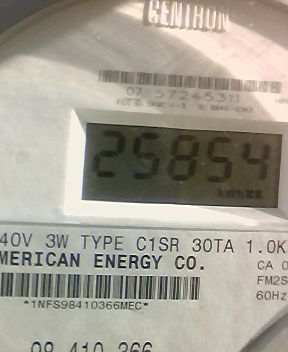 CENTRON
07 57245311
25854
kWh
40V 3W TYPE C1SR 30TA 1.0K
MERICAN ENERGY CO.
CA 0
FM2S
*1NFS98410366MEC*
60Hz
98 410 366